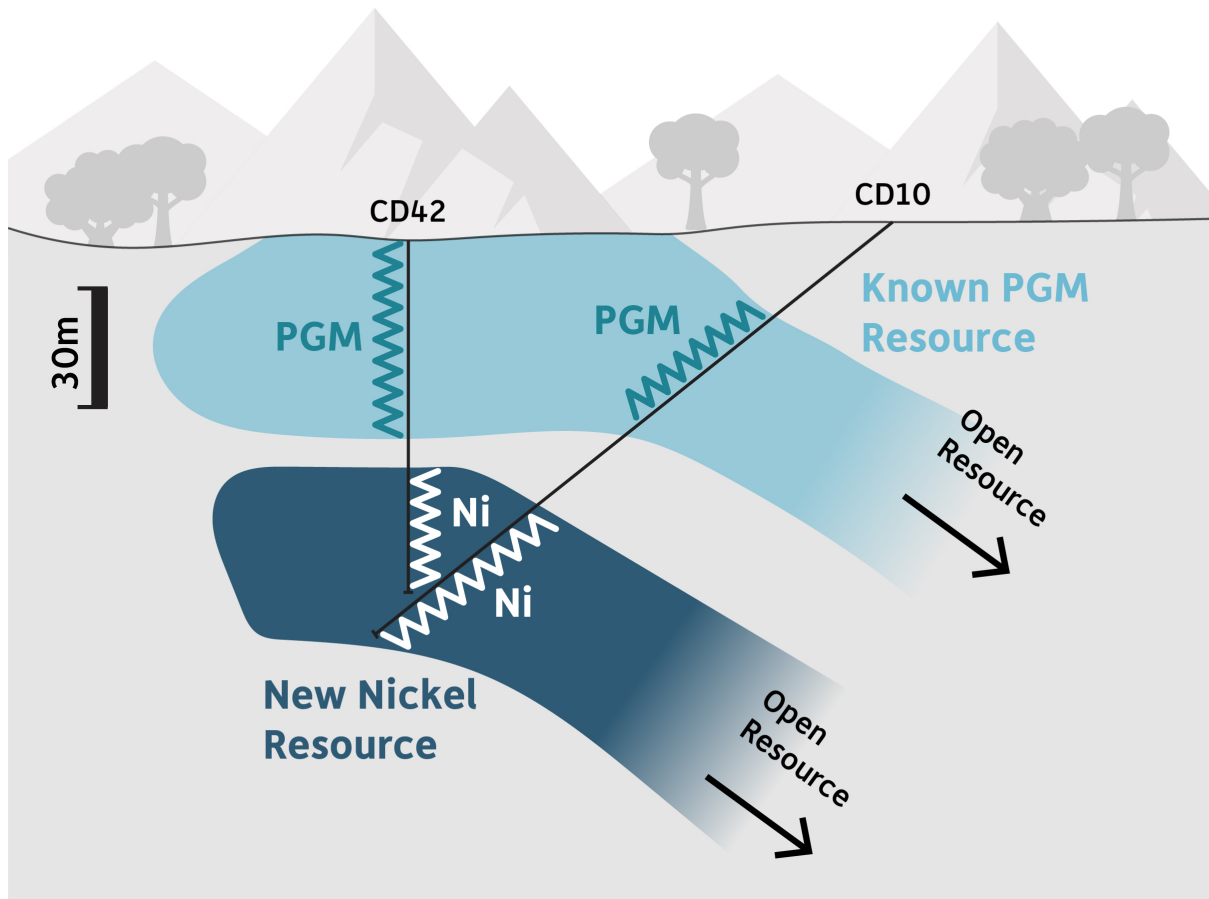 CD42
CD10
30m
PGM
PGM
Known PGM
Resource
Open
Resource
Ni
Ni
New Nickel
Resource
Open
Resource